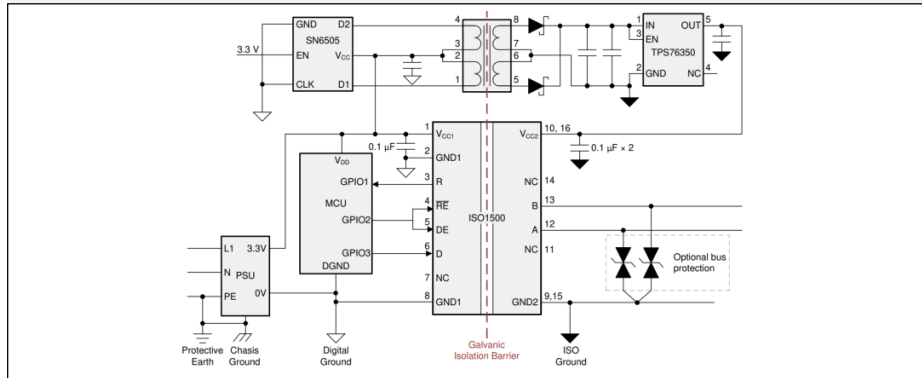 GND D2 4 8 1 IN OUT 5
SN6505 3 EN
3.3 V EN VCC 3 7 TPS76350
2 6
CLK D1 1 5 2 GND NC 4
1 VCC1 VCC2 10, 16
0.1 µF 0.1 µF × 2
VDD 2 GND1
GPIO1 3 R NC 14
MCU 4 RE B 13
GPIO2 ISO1500
5 DE A 12
L1 3.3V GPIO3 6 D NC 11 Optional bus
protection
N PSU DGND 7 NC
PE 0V 8 GND1 GND2 9,15
Protective Chasis Digital Galvanic ISO
Earth Ground Ground Isolation Barrier Ground